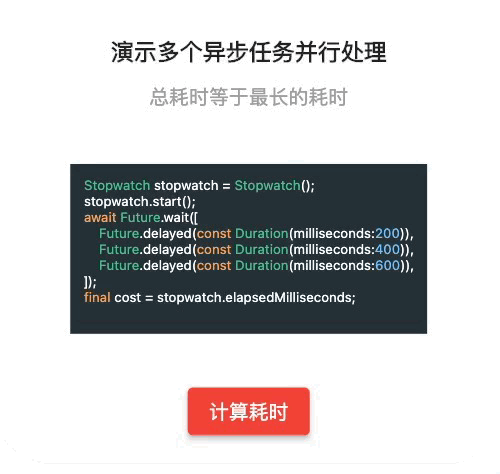 演示多个异步任务并行处理
总耗时等于最长的耗时
Stopwatch stopwatch = Stopwatch();
stopwatch.start();
await Future.wait([
    Future.delayed(const Duration(milliseconds:200)),
    Future.delayed(const Duration(milliseconds:400)),
    Future.delayed(const Duration(milliseconds:600)),
]);
final cost = stopwatch.elapsedMilliseconds;
计算耗时